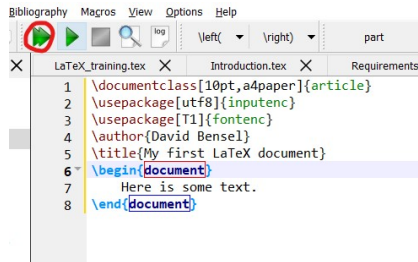 Bibliography Macros View Options Help
log \left( \right) part
LaTeX_training.tex Introduction.tex Requirements
1 \documentclass[10pt,a4paper]{article}
2 \usepackage[utf8]{inputenc}
3 \usepackage[T1]{fontenc}
4 \author{David Bensel}
5 \title{My first LaTeX document}
6 \begin{document}
7 Here is some text.
8 \end{document}